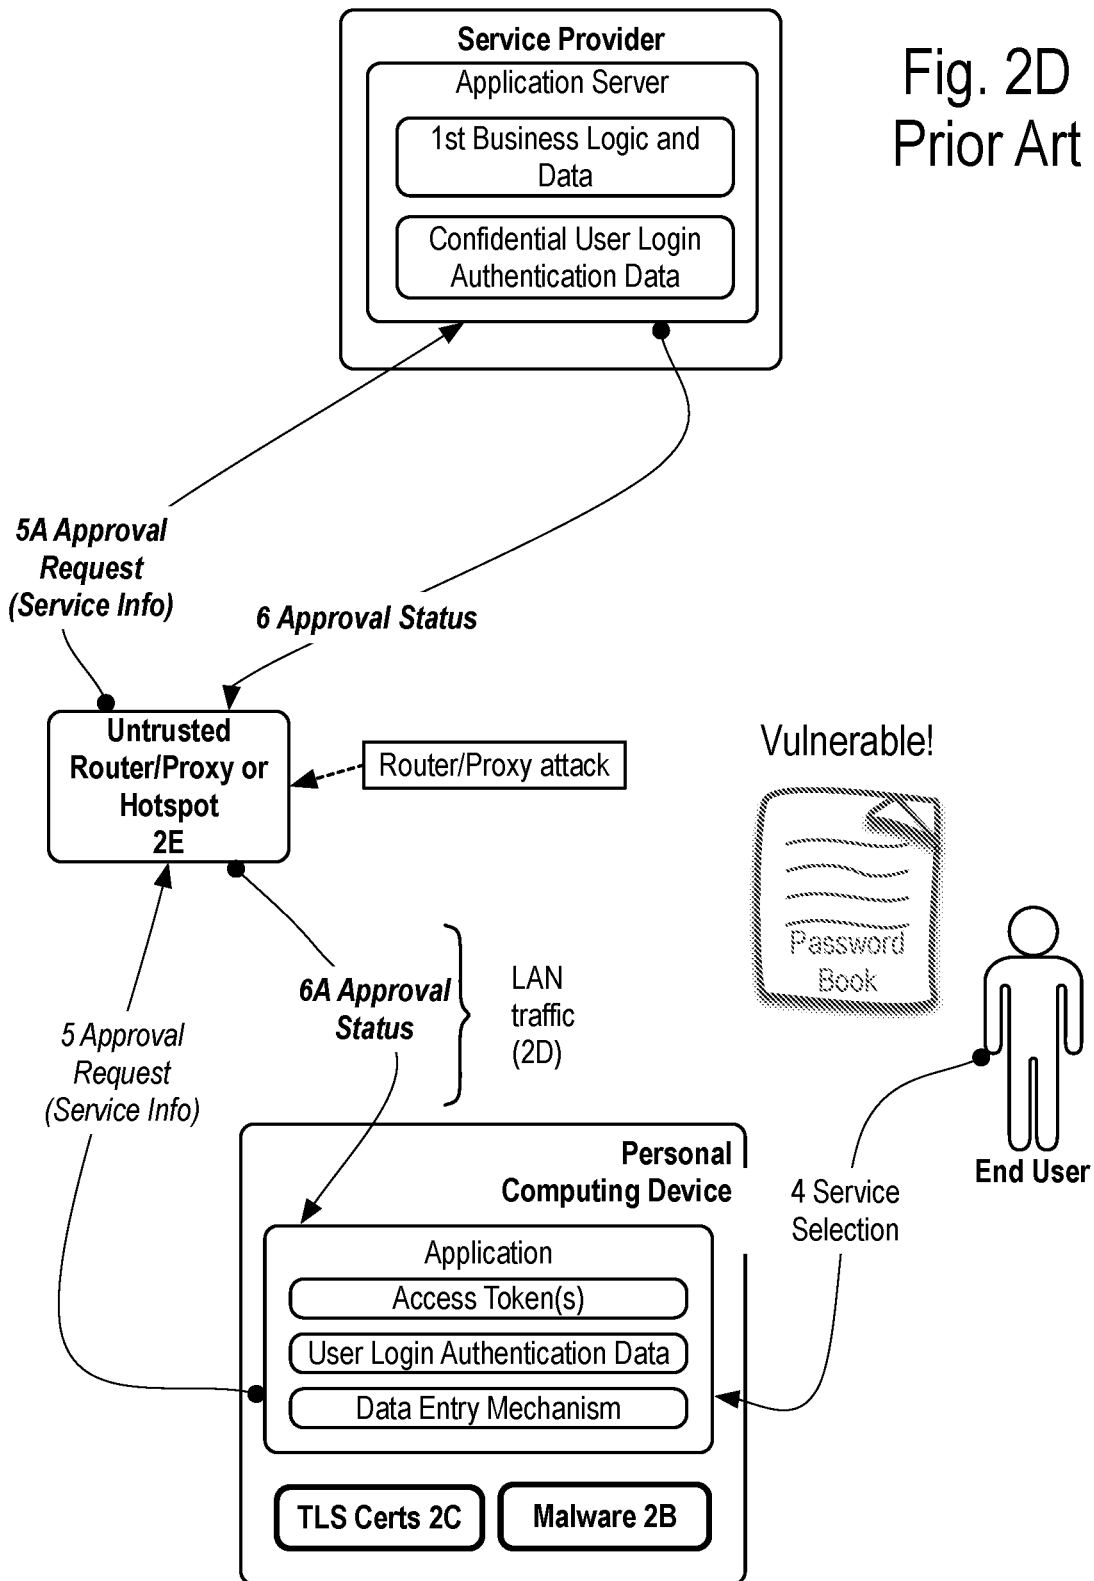 Service Provider
Application Server
1st Business Logic and
Data
Confidential User Login
Authentication Data
Fig. 2D
Prior Art
5A Approval
Request
(Service Info)
6 Approval Status
Untrusted
Router/Proxy or
Hotspot
2E
Router/Proxy attack
Vulnerable!
Password
Book
6A Approval
Status
LAN
traffic
(2D)
5 Approval
Request
(Service Info)
End User
4 Service
Selection
Personal
Computing Device
Application
Access Token(s)
User Login Authentication Data
Data Entry Mechanism
TLS Certs 2C
Malware 2B